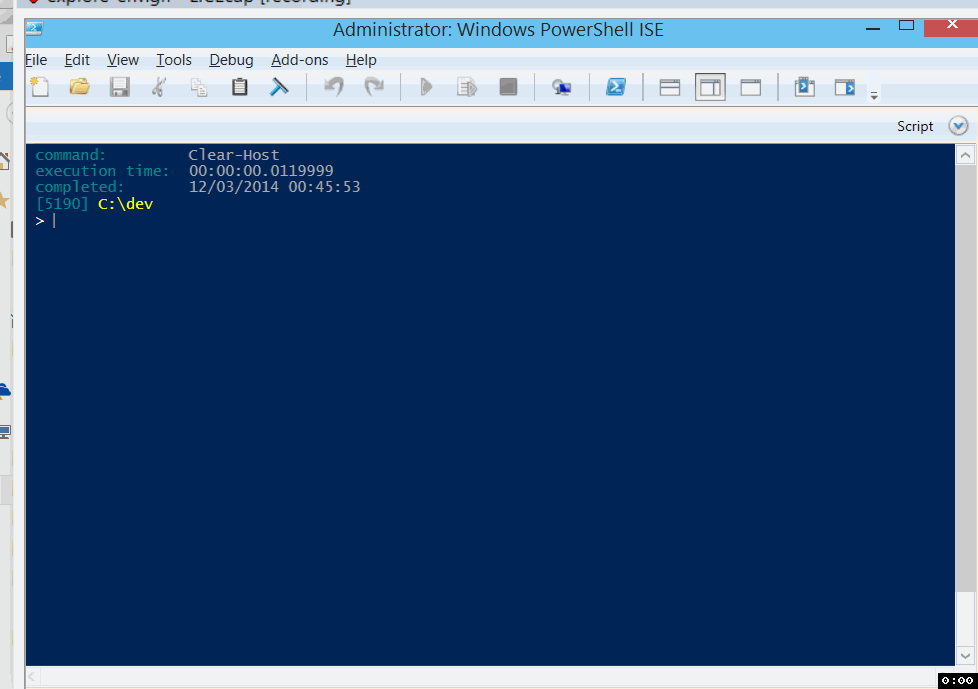 [recording]
Administrator: Windows PowerShell ISE
File Edit View Tools Debug Add-ons Help
Script
command: Clear-Host
execution time: 00:00:00.0119999
completed: 12/03/2014 00:45:53
[5190] C:\dev
>
0:00